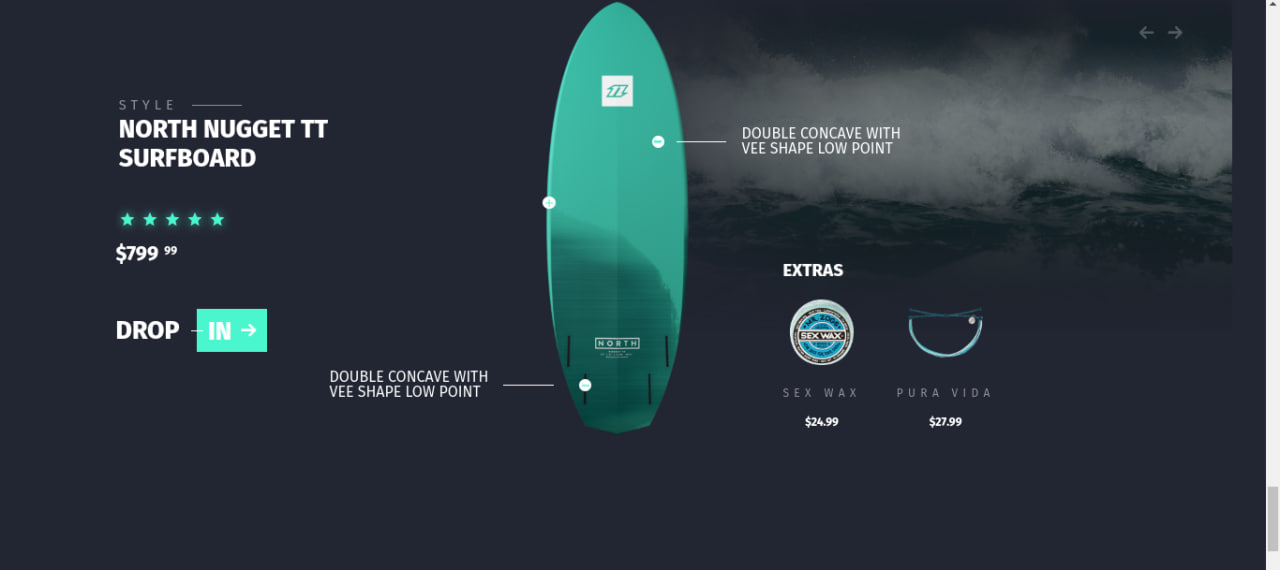 STYLE
NORTH NUGGET TT
SURFBOARD
$799 99
DROP IN
DOUBLE CONCAVE WITH
VEE SHAPE LOW POINT
DOUBLE CONCAVE WITH
VEE SHAPE LOW POINT
NORTH
EXTRAS
SEX WAX
SEX WAX
$24.99
PURA VIDA
$27.99